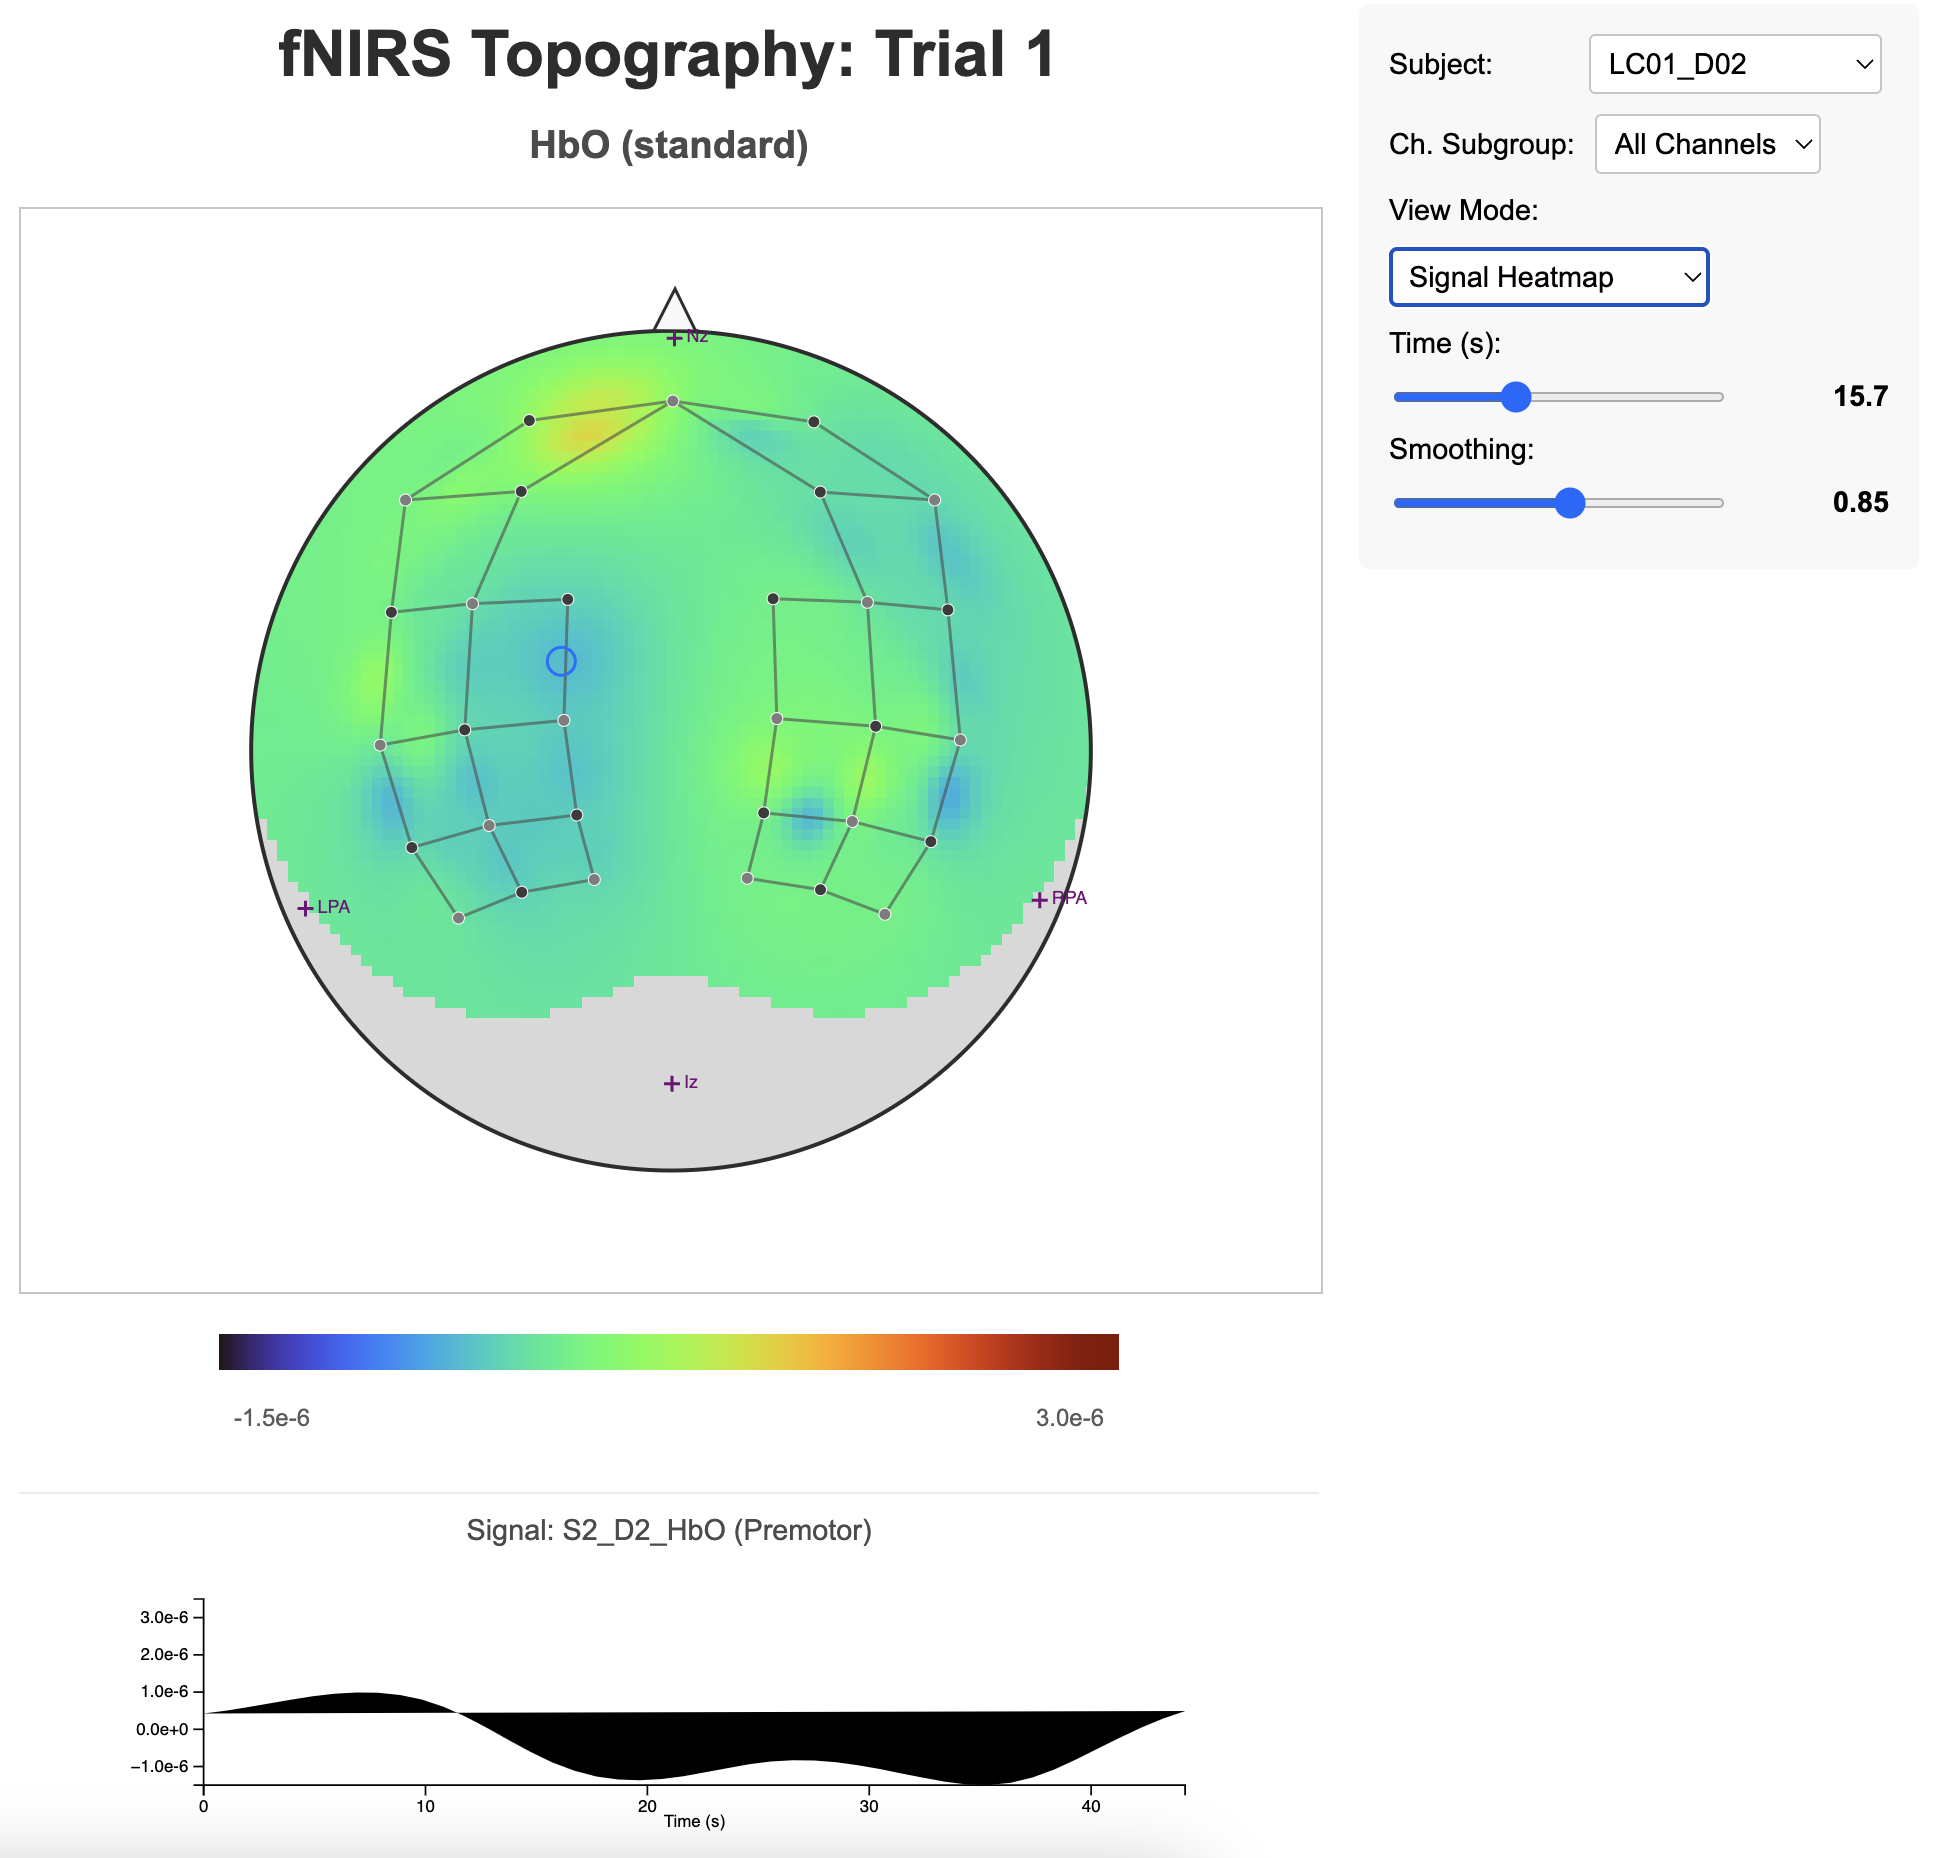 fNIRS Topography: Trial 1
HbO (standard)
Nz
LPA
RPA
Iz
-1.5e-6
3.0e-6
Signal: S2_D2_HbO (Premotor)
3.0e-6
2.0e-6
1.0e-6
0.0e+0
−1.0e-6
0 10 20 30 40
Time (s)
Subject: LC01_D02
Ch. Subgroup: All Channels
View Mode:
Signal Heatmap
Time (s):
15.7
Smoothing:
0.85